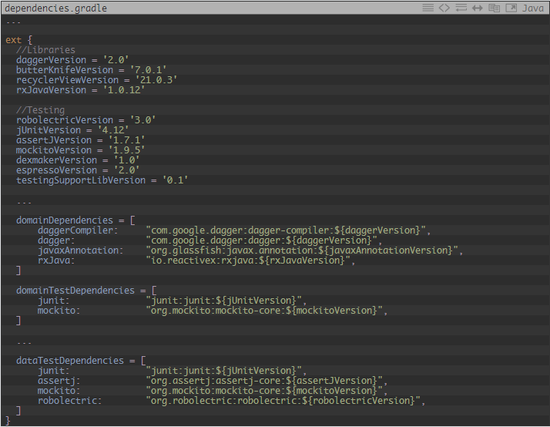 dependencies.gradle
Java
...
ext {
//Libraries
daggerVersion = '2.0'
butterKnifeVersion = '7.0.1'
recyclerViewVersion = '21.0.3'
rxJavaVersion = '1.0.12'
//Testing
robolectricVersion = '3.0'
jUnitVersion = '4.12'
assertJVersion = '1.7.1'
mockitoVersion = '1.9.5'
dexmakerVersion = '1.0'
espressoVersion = '2.0'
testingSupportLibVersion = '0.1'
...
domainDependencies = [
daggerCompiler: "com.google.dagger:dagger-compiler:${daggerVersion}",
dagger: "com.google.dagger:dagger:${daggerVersion}",
javaxAnnotation: "org.glassfish:javax.annotation:${javaxAnnotationVersion}",
rxJava: "io.reactivex:rxjava:${rxJavaVersion}",
]
domainTestDependencies = [
junit: "junit:junit:${jUnitVersion}",
mockito: "org.mockito:mockito-core:${mockitoVersion}",
]
...
dataTestDependencies = [
junit: "junit:junit:${jUnitVersion}",
assertj: "org.assertj:assertj-core:${assertJVersion}",
mockito: "org.mockito:mockito-core:${mockitoVersion}",
robolectric: "org.robolectric:robolectric:${robolectricVersion}",
]
}